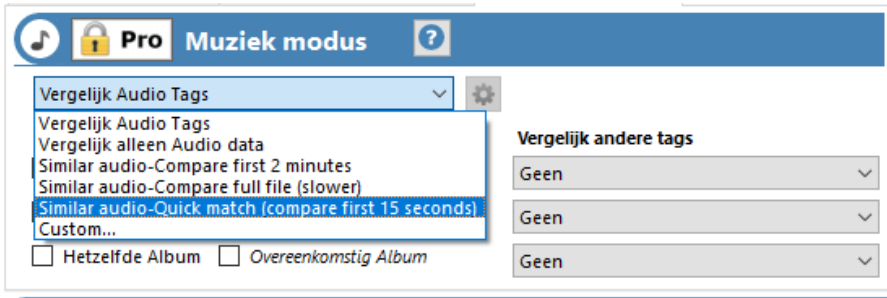 Pro Muziek modus ?
Vergelijk Audio Tags
Vergelijk Audio Tags
Vergelijk alleen Audio data
Similar audio-Compare first 2 minutes
Similar audio-Compare full file (slower)
Similar audio-Quick match (compare first 15 seconds)
Custom...
Hetzelfde Album Overeenkomstig Album
Vergelijk andere tags
Geen
Geen
Geen